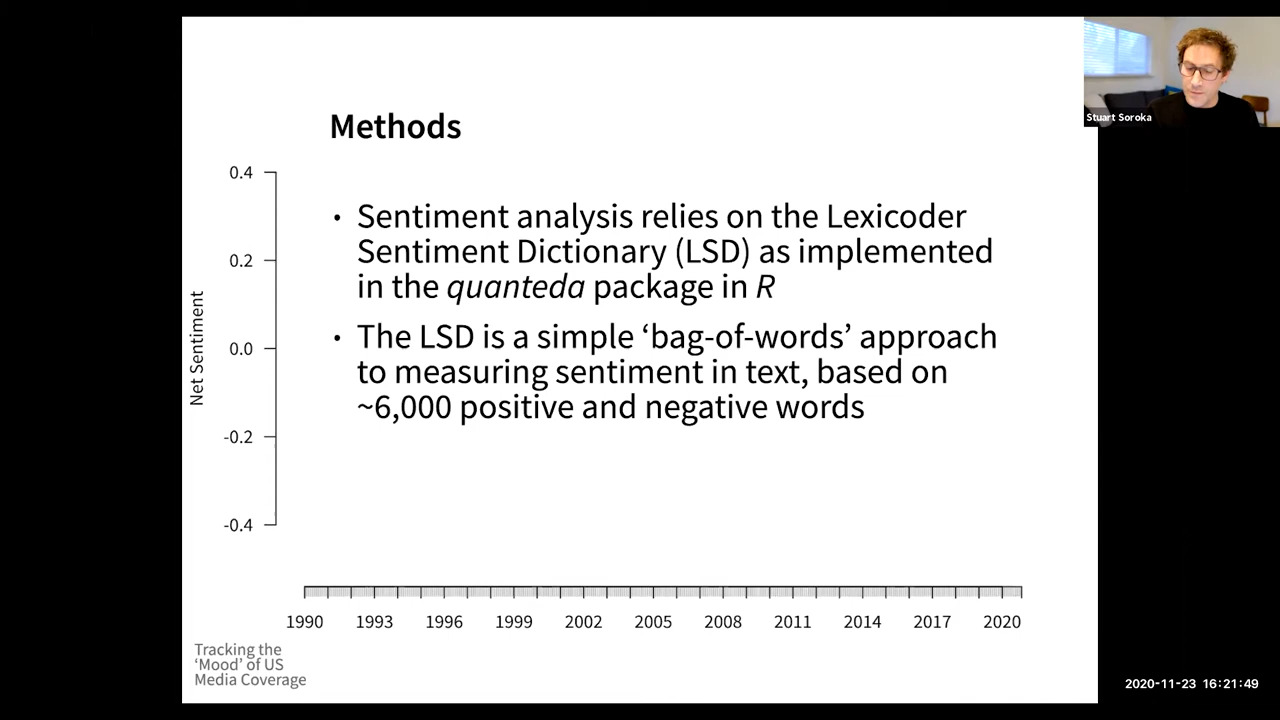 Methods
0.4
0.2
0.0
-0.2
-0.4
Net Sentiment
• Sentiment analysis relies on the Lexicoder
Sentiment Dictionary (LSD) as implemented
in the quanteda package in R
• The LSD is a simple ‘bag-of-words’ approach
to measuring sentiment in text, based on
~6,000 positive and negative words
1990 1993 1996 1999 2002 2005 2008 2011 2014 2017 2020
Tracking the
‘Mood’ of US
Media Coverage
Stuart Soroka
2020-11-23 16:21:49